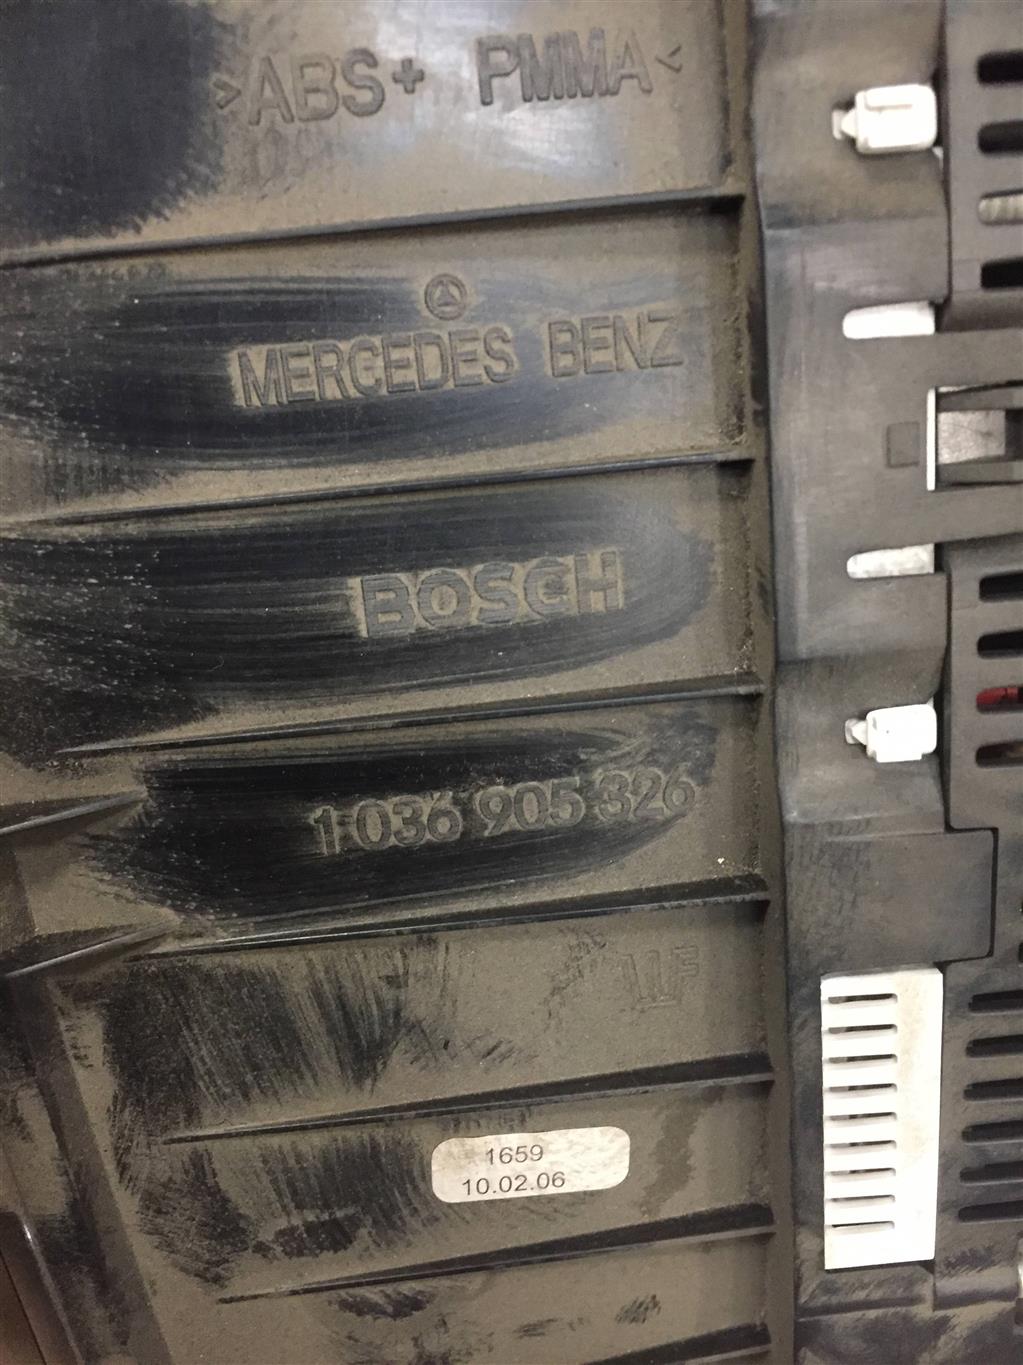 >ABS+ PMMA<
MERCEDES BENZ
BOSCH
1 036 905 326
1659
10.02.06